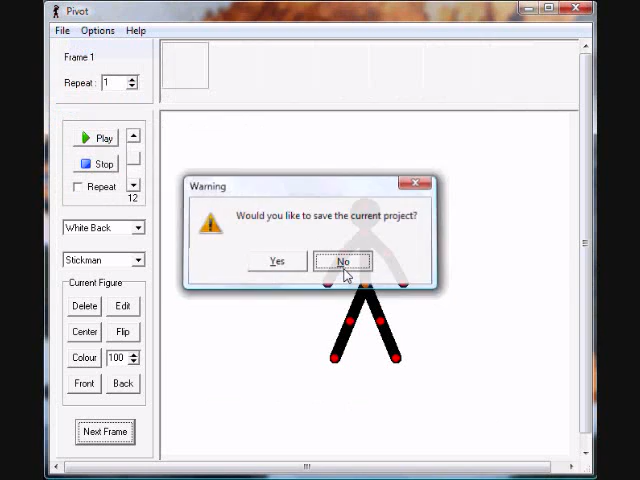 Pivot
File Options Help
Frame 1
Repeat : 1
Play
Stop
Repeat
12
White Back
Stickman
Current Figure
Delete Edit
Center Flip
Colour 100
Front Back
Next Frame
Warning
Would you like to save the current project?
Yes No